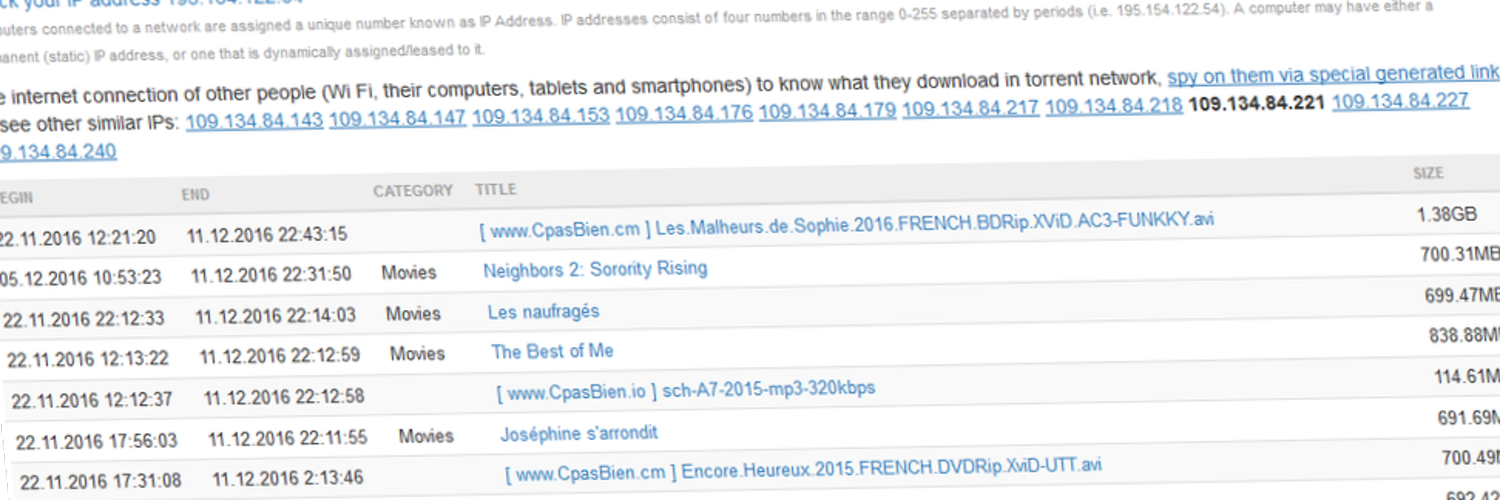 ck your IP address 195.154.122.54
puters connected to a network are assigned a unique number known as IP Address. IP addresses consist of four numbers in the range 0-255 separated by periods (i.e. 195.154.122.54). A computer may have either a
manent (static) IP address, or one that is dynamically assigned/leased to it.
e internet connection of other people (Wi Fi, their computers, tablets and smartphones) to know what they download in torrent network, spy on them via special generated link
see other similar IPs: 109.134.84.143 109.134.84.147 109.134.84.153 109.134.84.176 109.134.84.179 109.134.84.217 109.134.84.218 109.134.84.221 109.134.84.227
9.134.84.240
EGIN END CATEGORY TITLE SIZE
22.11.2016 12:21:20 11.12.2016 22:43:15 [ www.CpasBien.cm ] Les.Malheurs.de.Sophie.2016.FRENCH.BDRip.XViD.AC3-FUNKKY.avi 1.38GB
05.12.2016 10:53:23 11.12.2016 22:31:50 Movies Neighbors 2: Sorority Rising 700.31MB
22.11.2016 22:12:33 11.12.2016 22:14:03 Movies Les naufragés 699.47MB
22.11.2016 12:13:22 11.12.2016 22:12:59 Movies The Best of Me 838.88M
22.11.2016 12:12:37 11.12.2016 22:12:58 [ www.CpasBien.io ] sch-A7-2015-mp3-320kbps 114.61M
22.11.2016 17:56:03 11.12.2016 22:11:55 Movies Joséphine s'arrondit 691.69M
22.11.2016 17:31:08 11.12.2016 2:13:46 [ www.CpasBien.cm ] Encore.Heureux.2015.FRENCH.DVDRip.XviD-UTT.avi 700.49M